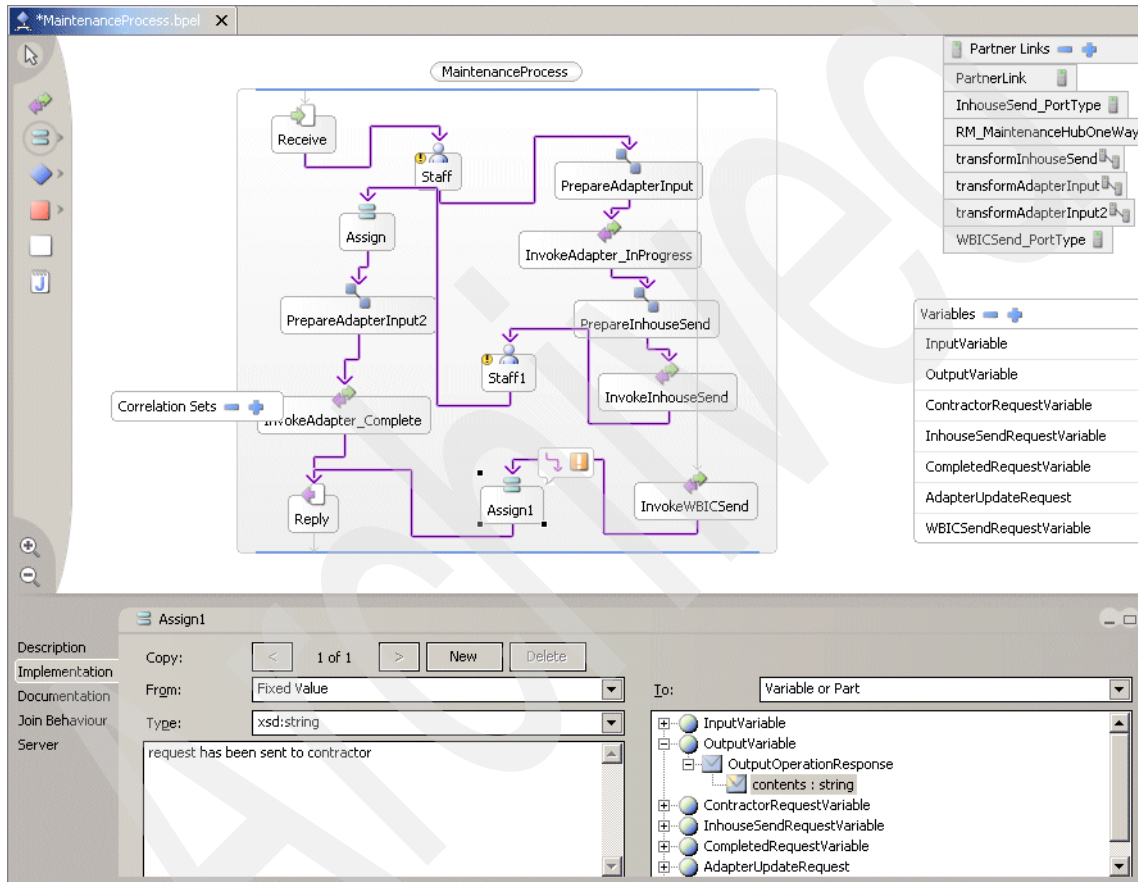 *MaintenanceProcess.bpel
MaintenanceProcess
Receive
Staff
PrepareAdapterInput
Assign
InvokeAdapter_InProgress
PrepareAdapterInput2
PrepareInhouseSend
Staff1
InvokeInhouseSend
Correlation Sets
InvokeAdapter_Complete
Reply
Assign1
InvokeWBICSend
Partner Links
PartnerLink
InhouseSend_PortType
RM_MaintenanceHubOneWay
transformInhouseSend
transformAdapterInput
transformAdapterInput2
WBICSend_PortType
Variables
InputVariable
OutputVariable
ContractorRequestVariable
InhouseSendRequestVariable
CompletedRequestVariable
AdapterUpdateRequest
WBICSendRequestVariable
Assign1
Description
Implementation
Documentation
Join Behaviour
Server
Copy: < 1 of 1 > New Delete
From: Fixed Value
Type: xsd:string
request has been sent to contractor
To: Variable or Part
InputVariable
OutputVariable
OutputOperationResponse
contents : string
ContractorRequestVariable
InhouseSendRequestVariable
CompletedRequestVariable
AdapterUpdateRequest
Archived